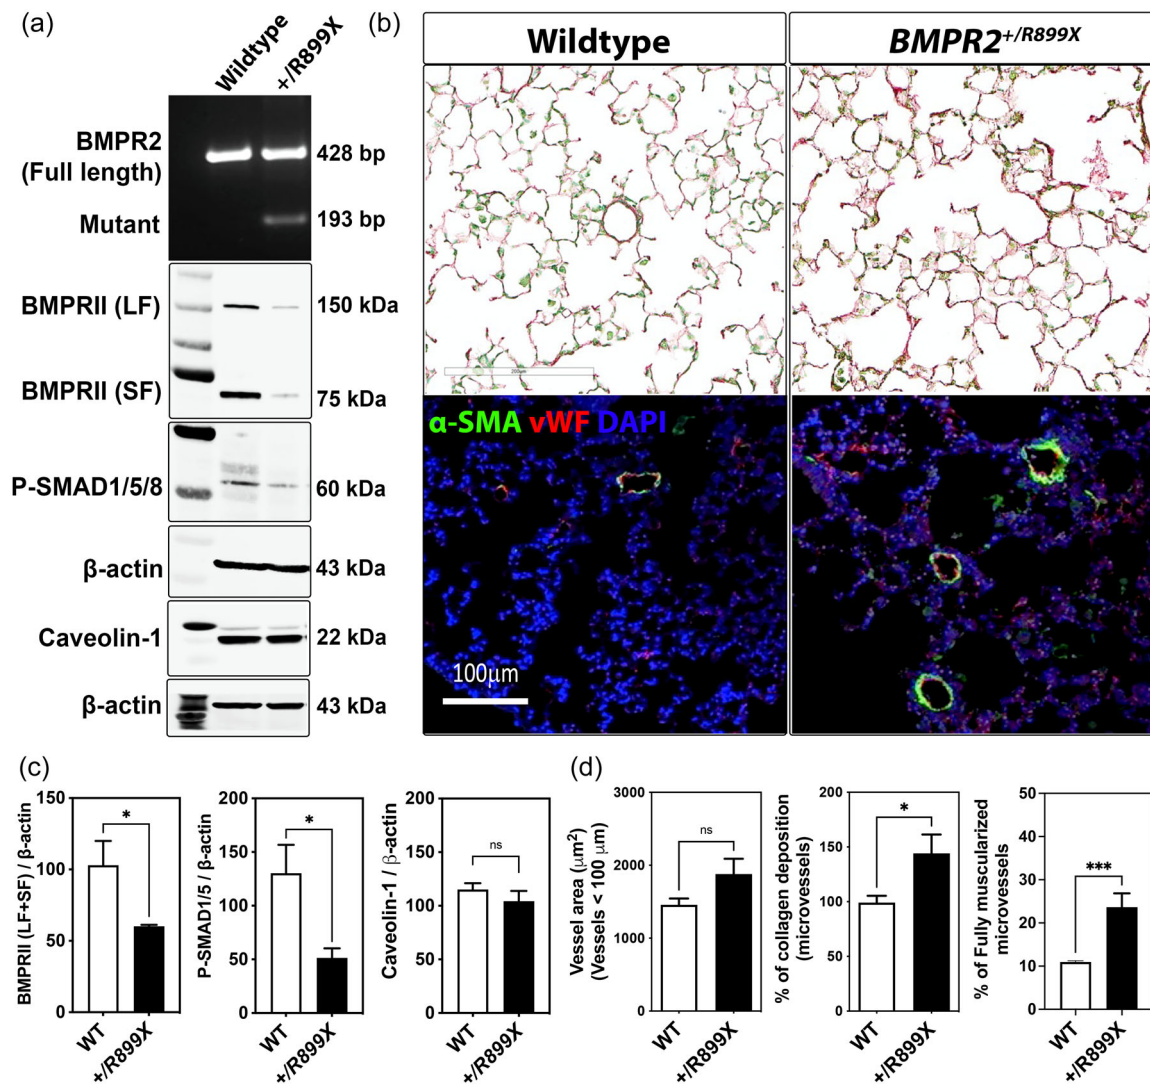 (a)
Wildtype
+/R899X
BMPR2
(Full length)
428 bp
Mutant
193 bp
BMPRII (LF)
150 kDa
BMPRII (SF)
75 kDa
P-SMAD1/5/8
60 kDa
β-actin
43 kDa
Caveolin-1
22 kDa
β-actin
43 kDa
(b)
Wildtype
BMPR2+/R899X
200μm
α-SMA vWF DAPI
100μm
(c)
BMPRII (LF+SF) / β-actin
150
100
50
0
*
WT
+/R899X
P-SMAD1/5 / β-actin
200
150
100
50
0
*
WT
+/R899X
Caveolin-1 / β-actin
200
150
100
50
0
ns
WT
+/R899X
(d)
Vessel area (μm2)
(Vessels < 100 μm)
3000
2000
1000
0
ns
WT
+/R899X
% of collagen deposition
(microvessels)
200
150
100
50
0
*
WT
+/R899X
% of Fully muscularized
microvessels
50
40
30
20
10
0
***
WT
+/R899X